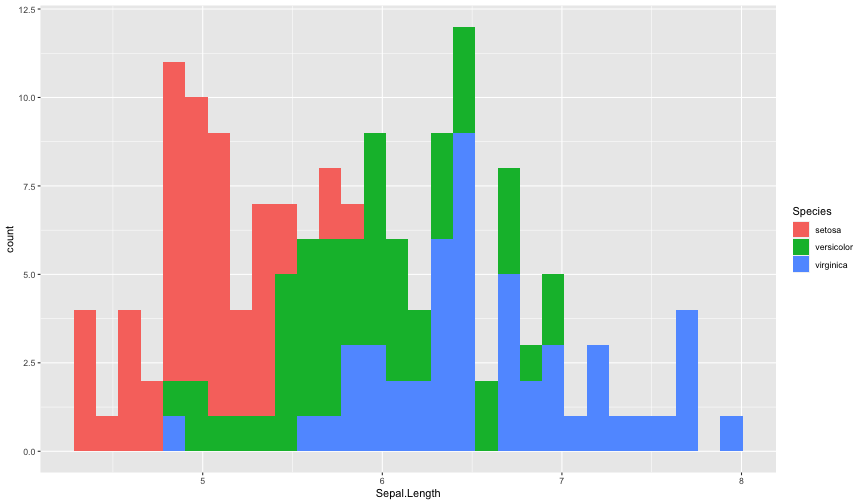 12.5
10.0
7.5
5.0
2.5
0.0
count
5 6 7 8
Sepal.Length
Species
setosa
versicolor
virginica